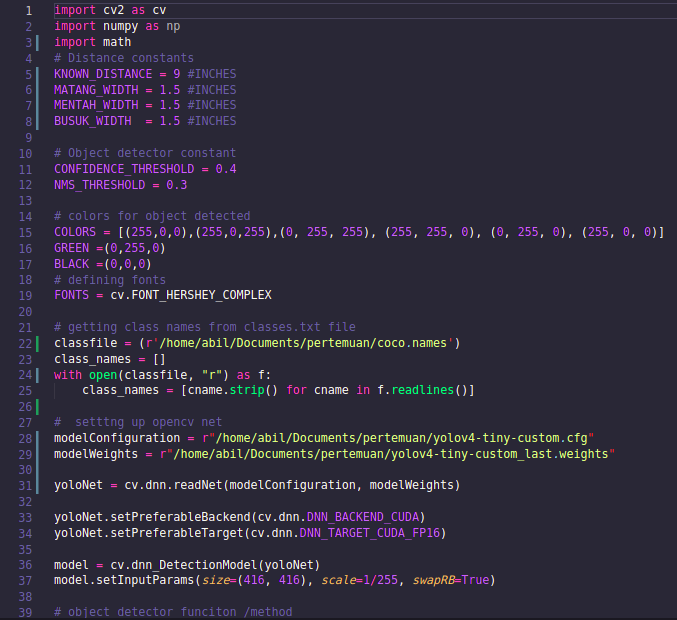 1 import cv2 as cv
2 import numpy as np
3 import math
4 # Distance constants
5 KNOWN_DISTANCE = 9 #INCHES
6 MATANG_WIDTH = 1.5 #INCHES
7 MENTAH_WIDTH = 1.5 #INCHES
8 BUSUK_WIDTH  = 1.5 #INCHES
9
10 # Object detector constant
11 CONFIDENCE_THRESHOLD = 0.4
12 NMS_THRESHOLD = 0.3
13
14 # colors for object detected
15 COLORS = [(255,0,0),(255,0,255),(0, 255, 255), (255, 255, 0), (0, 255, 0), (255, 0, 0)]
16 GREEN =(0,255,0)
17 BLACK =(0,0,0)
18 # defining fonts
19 FONTS = cv.FONT_HERSHEY_COMPLEX
20
21 # getting class names from classes.txt file
22 classfile = (r'/home/abil/Documents/pertemuan/coco.names')
23 class_names = []
24 with open(classfile, "r") as f:
25     class_names = [cname.strip() for cname in f.readlines()]
26
27 #  setttng up opencv net
28 modelConfiguration = r"/home/abil/Documents/pertemuan/yolov4-tiny-custom.cfg"
29 modelWeights = r"/home/abil/Documents/pertemuan/yolov4-tiny-custom_last.weights"
30
31 yoloNet = cv.dnn.readNet(modelConfiguration, modelWeights)
32
33 yoloNet.setPreferableBackend(cv.dnn.DNN_BACKEND_CUDA)
34 yoloNet.setPreferableTarget(cv.dnn.DNN_TARGET_CUDA_FP16)
35
36 model = cv.dnn_DetectionModel(yoloNet)
37 model.setInputParams(size=(416, 416), scale=1/255, swapRB=True)
38
39 # object detector funciton /method